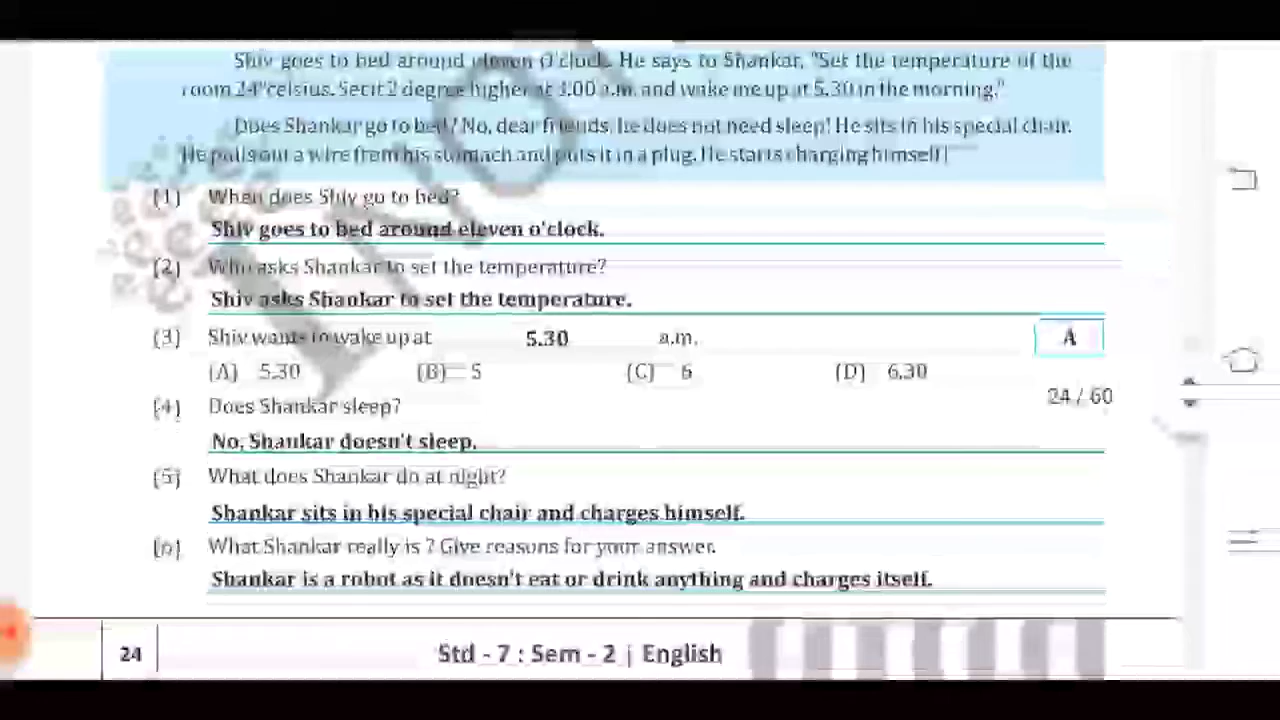 Shiv goes to bed around eleven O'clock. He says to Shankar, "Set the temperature of the
room 24°celsius. Set it 2 degree higher at 3.00 a.m. and wake me up at 5.30 in the morning."
Does Shankar go to bed? No, dear friends, he does not need sleep! He sits in his special chair.
He pulls out a wire from his stomach and puts it in a plug. He starts charging himself!
(1) When does Shiv go to bed?
Shiv goes to bed around eleven o'clock.
(2) Who asks Shankar to set the temperature?
Shiv asks Shankar to set the temperature.
(3) Shiv wants to wake up at 5.30 a.m. A
(A) 5.30 (B) 5 (C) 6 (D) 6.30
24 / 60
(4) Does Shankar sleep?
No, Shankar doesn't sleep.
(5) What does Shankar do at night?
Shankar sits in his special chair and charges himself.
(6) What Shankar really is ? Give reasons for your answer.
Shankar is a robot as it doesn't eat or drink anything and charges itself.
24 Std - 7 : Sem - 2 | English